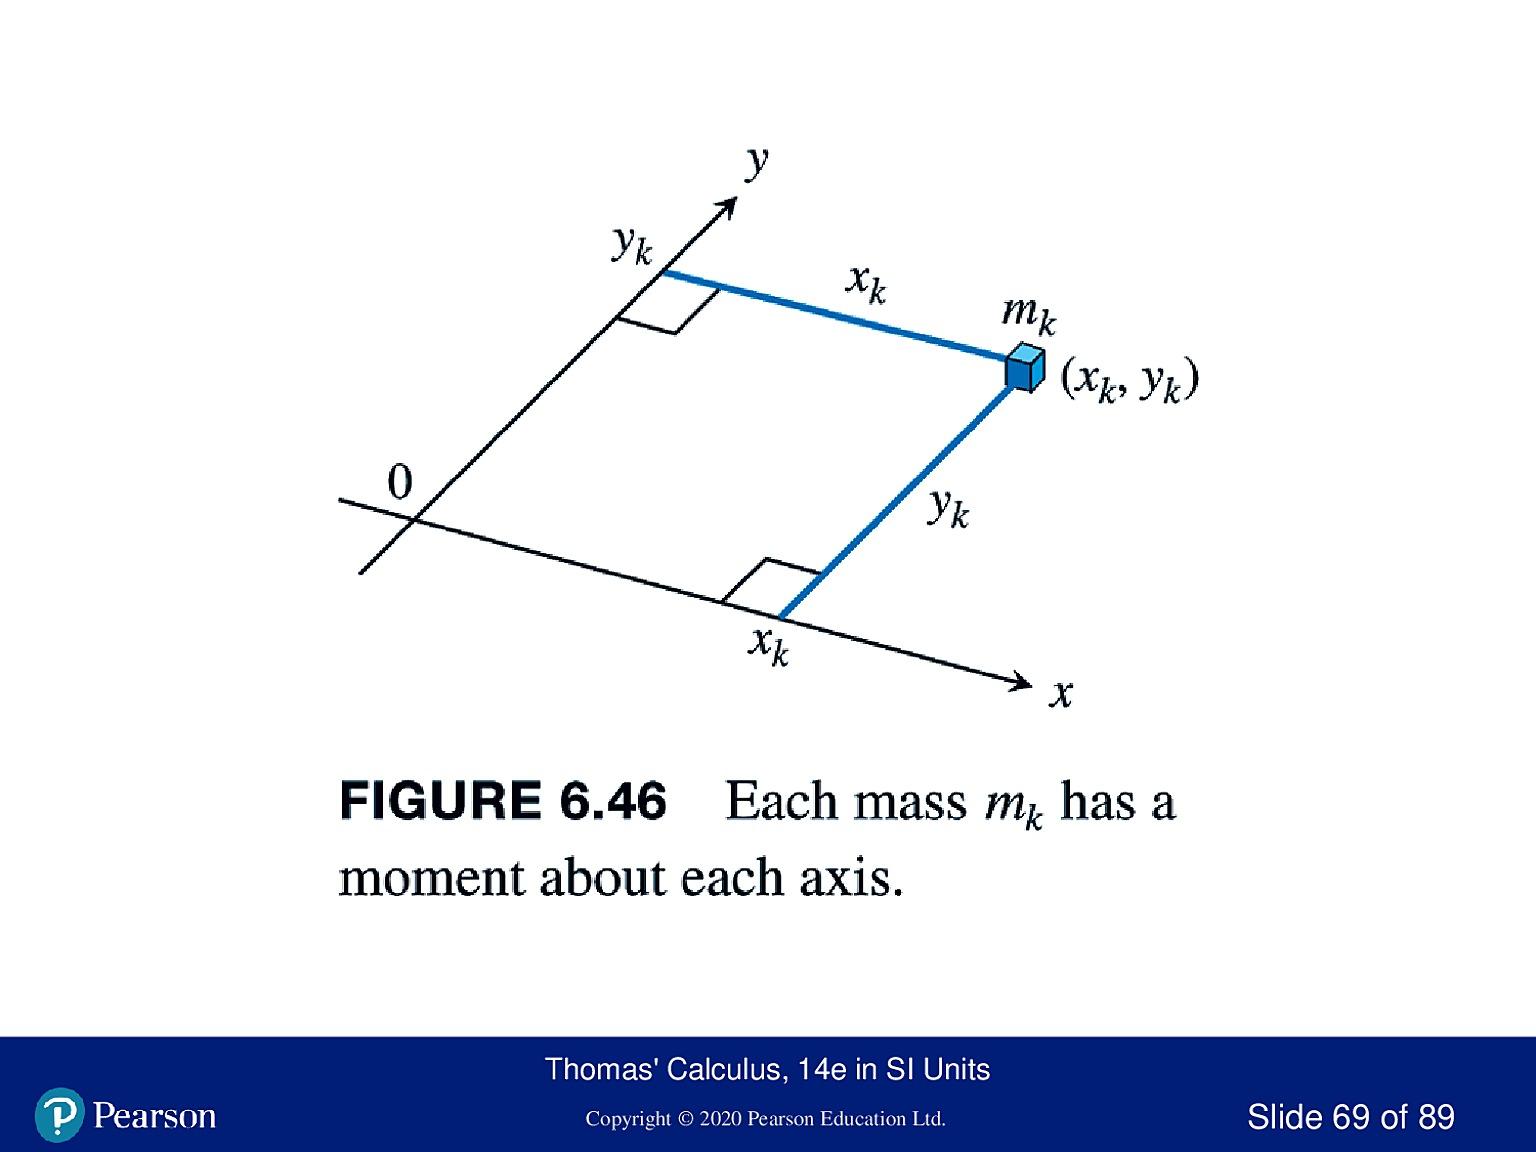 y
y_k
x_k
m_k
(x_k, y_k)
0
y_k
x_k
x
FIGURE 6.46 Each mass m_k has a
moment about each axis.
Thomas' Calculus, 14e in SI Units
Pearson
Copyright © 2020 Pearson Education Ltd.
Slide 69 of 89